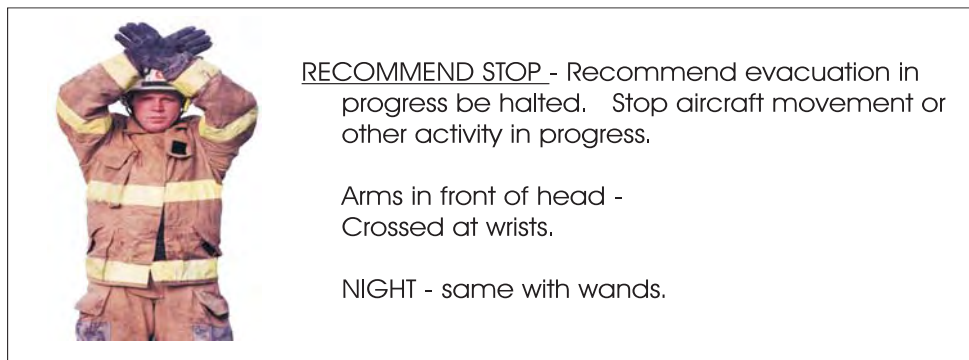 RECOMMEND STOP - Recommend evacuation in
progress be halted. Stop aircraft movement or
other activity in progress.
Arms in front of head -
Crossed at wrists.
NIGHT - same with wands.